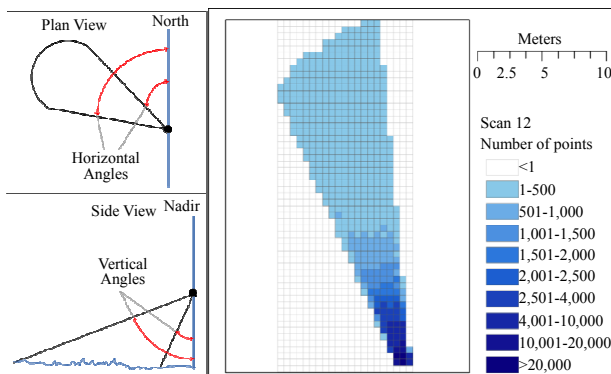 Plan View
North
Horizontal
Angles
Side View
Nadir
Vertical
Angles
Meters
0 2.5 5 10
Scan 12
Number of points
<1
1-500
501-1,000
1,001-1,500
1,501-2,000
2,001-2,500
2,501-4,000
4,001-10,000
10,001-20,000
>20,000